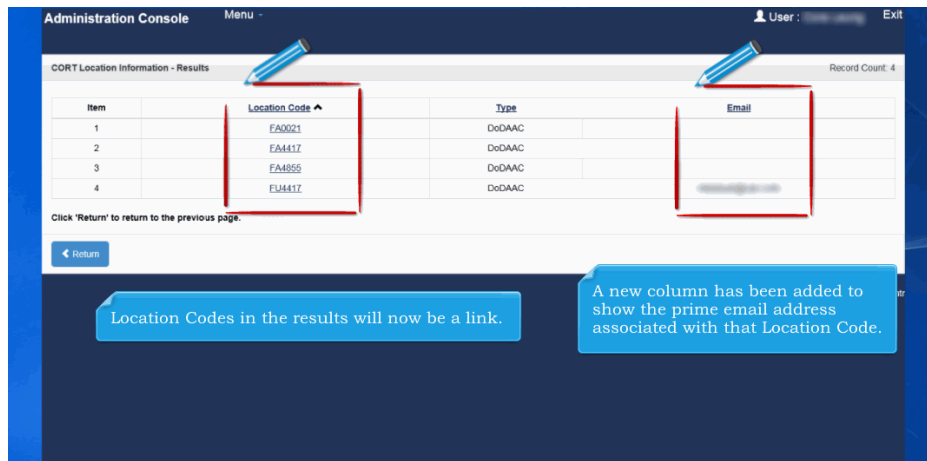 Administration Console Menu - User : Exit
CORT Location Information - Results Record Count: 4
Item Location Code Type Email
1 FA0021 DoDAAC
2 FA4417 DoDAAC
3 FA4855 DoDAAC
4 FU4417 DoDAAC
Click 'Return' to return to the previous page.
Return
Location Codes in the results will now be a link.
A new column has been added to
show the prime email address
associated with that Location Code.